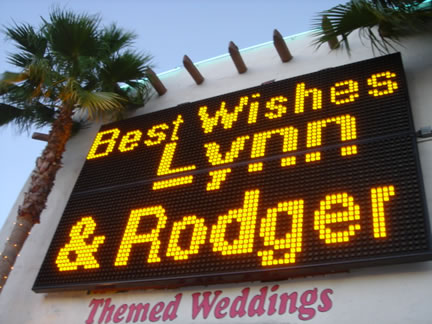 Best Wishes
Lynn
& Rodger
Themed Weddings